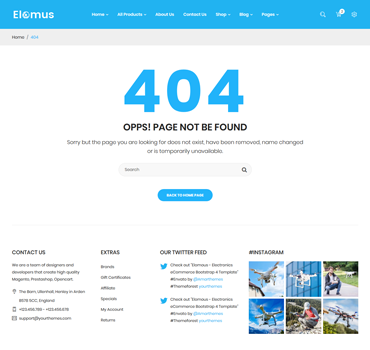 Elomus
Home
All Products
About Us
Contact Us
Shop
Blog
Pages
Home / 404
404
OPPS! PAGE NOT BE FOUND
Sorry but the page you are looking for does not exist, have been removed, name changed
or is temporarily unavailable.
Search
BACK TO HOME PAGE
CONTACT US
We are a team of designers and
developers that create high quality
Magento, Prestashop, Opencart.
The Barn, Ullenhall, Henley in Arden
B578 5CC, England
+123.456.789 - +123.456.678
support@yourthemes.com
EXTRAS
Brands
Gift Certificates
Affiliate
Specials
My Account
Returns
OUR TWITTER FEED
Check out "Elomous - Electronics
eCommerce Bootstrap 4 Template"
#Envato by @errorthemes
#Themeforest yourthemes.
Check out "Elomous - Electronics
eCommerce Bootstrap 4 Template"
#Envato by @errorthemes
#Themeforest yourthemes.
#INSTAGRAM